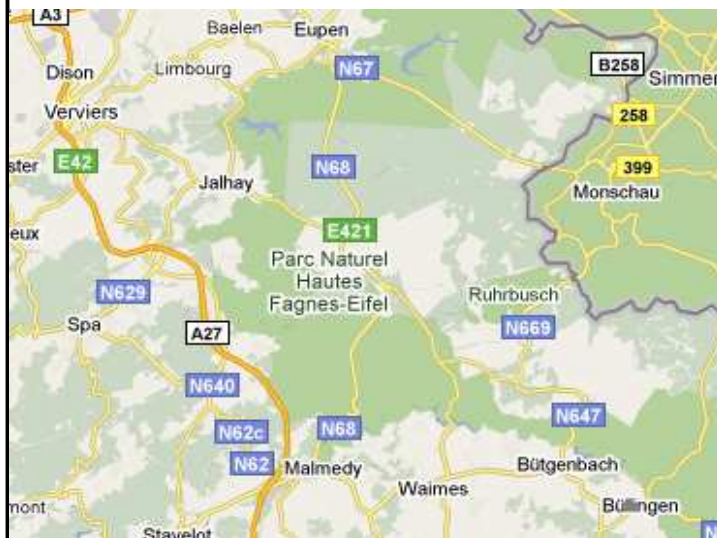 A3
Baelen
Eupen
N67
B258
Dison
Limbourg
Simmer
Verviers
258
E42
N68
399
ster
Jalhay
Monschau
eux
E421
Parc Naturel
Hautes
Fagnes-Eifel
N629
Ruhrbusch
Spa
A27
N669
N640
N62c
N68
N647
N62
Malmedy
Bütgenbach
Waimes
mont
Büllingen
Stavelot
N